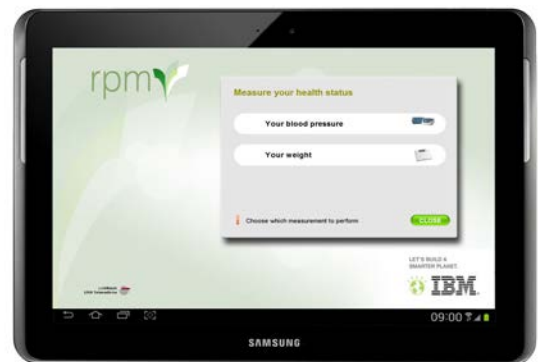 rpm
Measure your health status
Your blood pressure
Your weight
Choose which measurement to perform
CLOSE
LET'S BUILD A
SMARTER PLANET.
IBM.
09:00
SAMSUNG